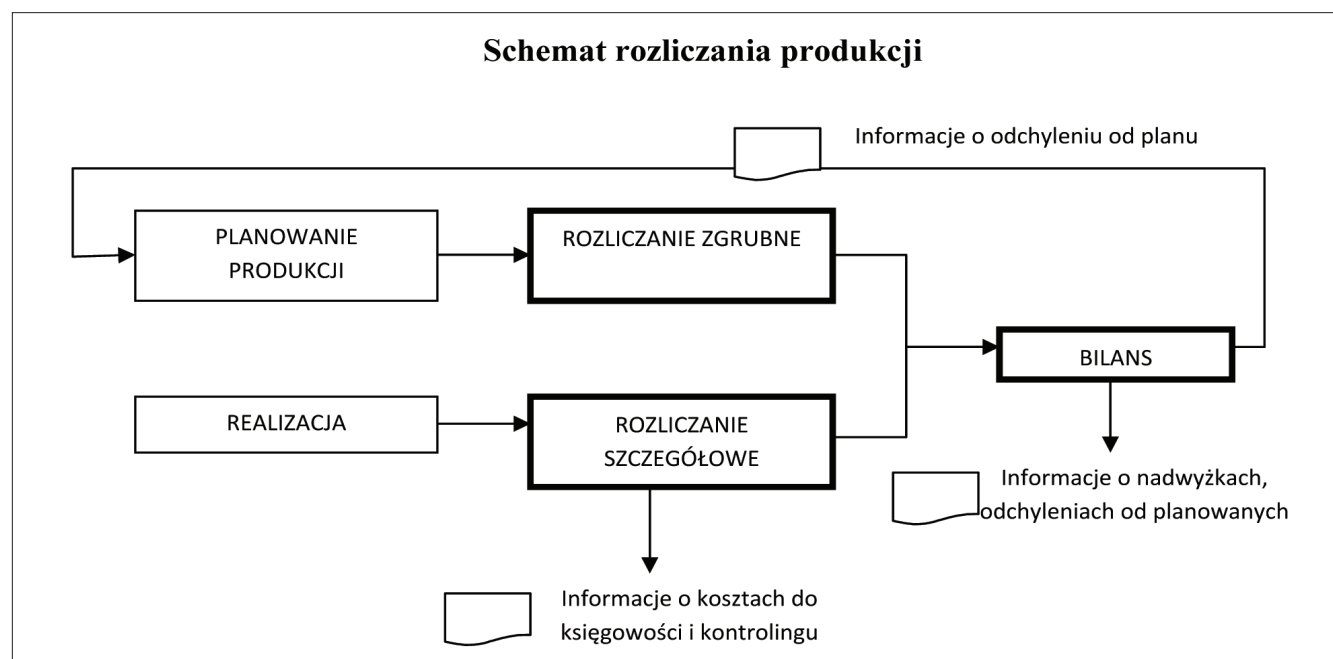 Schemat rozliczania produkcji
Informacje o odchyleniu od planu
PLANOWANIE
PRODUKCJI
ROZLICZANIE ZGRUBNE
BILANS
REALIZACJA
ROZLICZANIE
SZCZEGÓŁOWE
Informacje o nadwyżkach,
odchyleniach od planowanych
Informacje o kosztach do
księgowości i kontrolingu